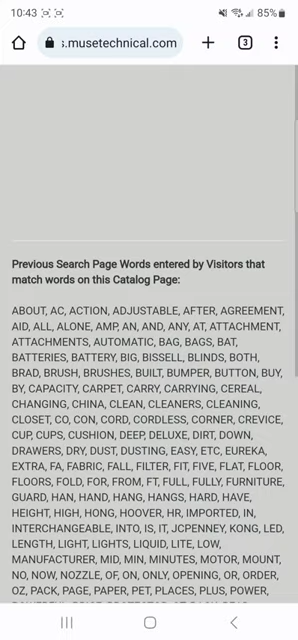 10:43
85%
s.musetechnical.com
3
Previous Search Page Words entered by Visitors that
match words on this Catalog Page:
ABOUT, AC, ACTION, ADJUSTABLE, AFTER, AGREEMENT,
AID, ALL, ALONE, AMP, AN, AND, ANY, AT, ATTACHMENT,
ATTACHMENTS, AUTOMATIC, BAG, BAGS, BAT,
BATTERIES, BATTERY, BIG, BISSELL, BLINDS, BOTH,
BRAD, BRUSH, BRUSHES, BUILT, BUMPER, BUTTON, BUY,
BY, CAPACITY, CARPET, CARRY, CARRYING, CEREAL,
CHANGING, CHINA, CLEAN, CLEANERS, CLEANING,
CLOSET, CO, CON, CORD, CORDLESS, CORNER, CREVICE,
CUP, CUPS, CUSHION, DEEP, DELUXE, DIRT, DOWN,
DRAWERS, DRY, DUST, DUSTING, EASY, ETC, EUREKA,
EXTRA, FA, FABRIC, FALL, FILTER, FIT, FIVE, FLAT, FLOOR,
FLOORS, FOLD, FOR, FROM, FT, FULL, FULLY, FURNITURE,
GUARD, HAN, HAND, HANG, HANGS, HARD, HAVE,
HEIGHT, HIGH, HONG, HOOVER, HR, IMPORTED, IN,
INTERCHANGEABLE, INTO, IS, IT, JCPENNEY, KONG, LED,
LENGTH, LIGHT, LIGHTS, LIQUID, LITE, LOW,
MANUFACTURER, MID, MIN, MINUTES, MOTOR, MOUNT,
NO, NOW, NOZZLE, OF, ON, ONLY, OPENING, OR, ORDER,
OZ, PACK, PAGE, PAPER, PET, PLACES, PLUS, POWER,